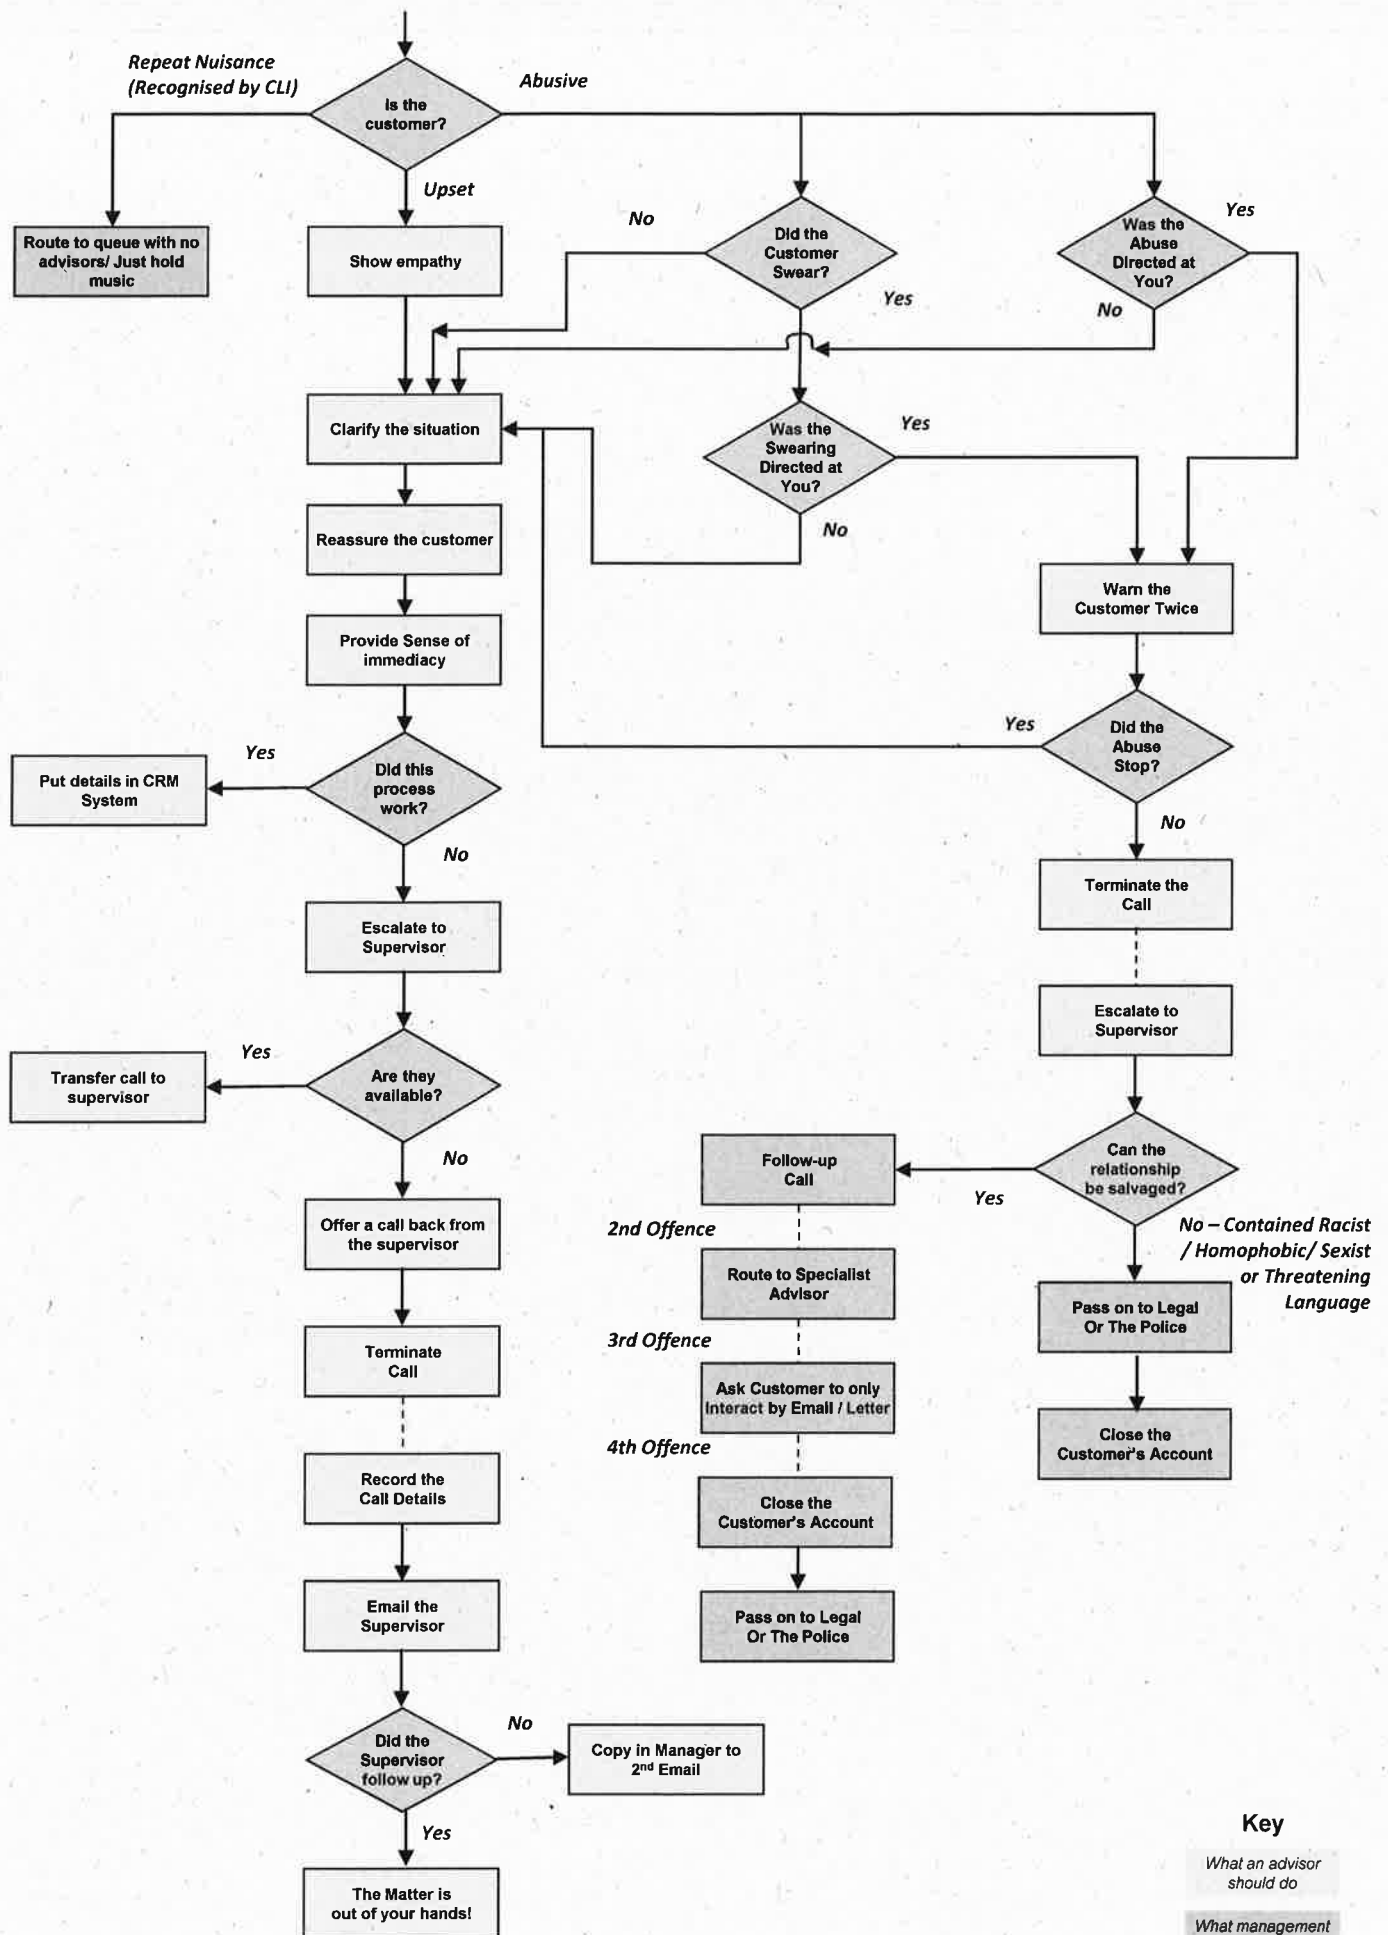 Repeat Nuisance
(Recognised by CLI)
Is the
customer?
Abusive
Upset
Route to queue with no
advisors/ Just hold
music
Show empathy
No
Did the
Customer
Swear?
Yes
Was the
Abuse
Directed at
You?
Yes
No
Clarify the situation
Was the
Swearing
Directed at
You?
Yes
No
Reassure the customer
Warn the
Customer Twice
Provide Sense of
immediacy
Yes
Did the
Abuse
Stop?
No
Put details in CRM
System
Yes
Did this
process
work?
No
Terminate the
Call
Escalate to
Supervisor
Escalate to
Supervisor
Transfer call to
supervisor
Yes
Are they
available?
No
Follow-up
Call
Yes
Can the
relationship
be salvaged?
No – Contained Racist
/ Homophobic/ Sexist
or Threatening
Language
Offer a call back from
the supervisor
2nd Offence
Route to Specialist
Advisor
Pass on to Legal
Or The Police
Terminate
Call
3rd Offence
Ask Customer to only
Interact by Email / Letter
Close the
Customer's Account
4th Offence
Record the
Call Details
Close the
Customer's Account
Email the
Supervisor
Pass on to Legal
Or The Police
Did the
Supervisor
follow up?
No
Copy in Manager to
2nd Email
Yes
The Matter is
out of your hands!
Key
What an advisor
should do
What management